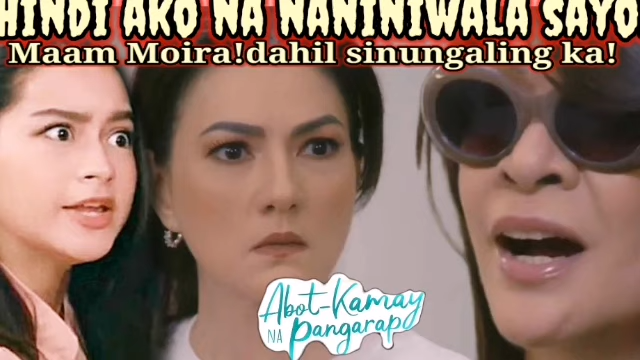 HINDI AKO NA NANINIWALA SAYO
Maam Moira!dahil sinungaling ka!
Abot-Kamay
NA Pangarap